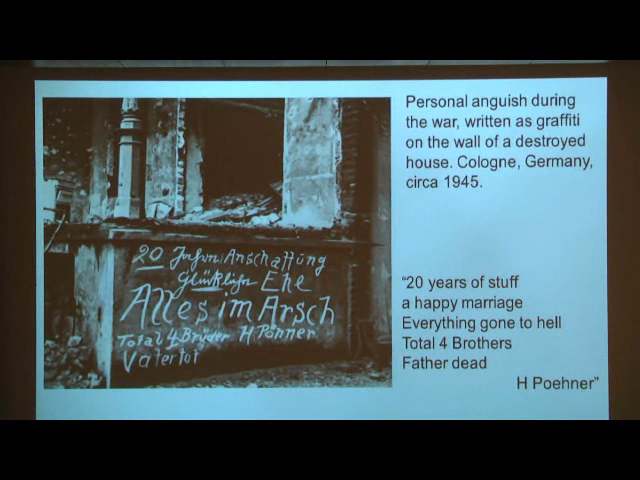 20 Jahre Anschaffung
Glückliche Ehe
Alles im Arsch
Total 4 Brüder H
Vater tot
Personal anguish during
the war, written as graffiti
on the wall of a destroyed
house. Cologne, Germany,
circa 1945.
“20 years of stuff
a happy marriage
Everything gone to hell
Total 4 Brothers
Father dead
H Poehner”